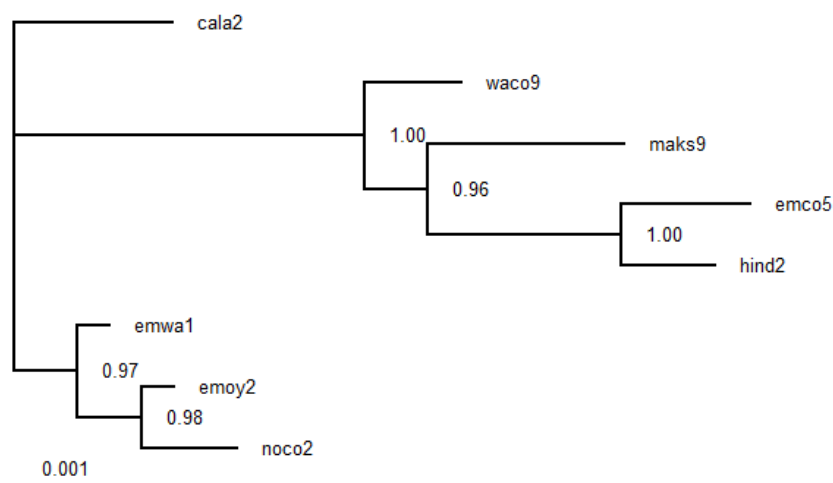 cala2
waco9
1.00
maks9
0.96
emco5
1.00
hind2
emwa1
0.97
emoy2
0.98
noco2
0.001